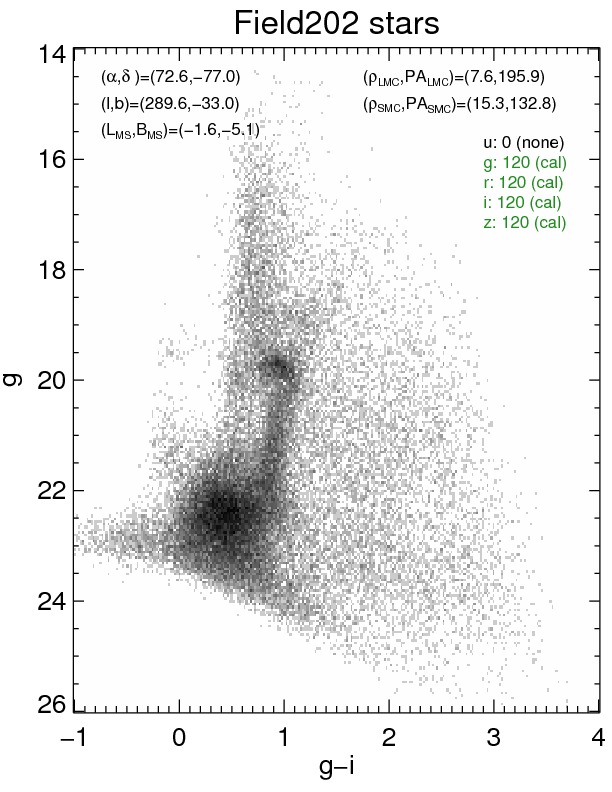 Field202 stars
(α,δ )=(72.6,−77.0)
(ρLMC,PALMC)=(7.6,195.9)
(l,b)=(289.6,−33.0)
(ρSMC,PASMC)=(15.3,132.8)
(LMS,BMS)=(−1.6,−5.1)
u: 0 (none)
g: 120 (cal)
r: 120 (cal)
i: 120 (cal)
z: 120 (cal)
14
16
18
20
22
24
26
g
−1 0 1 2 3 4
g−i